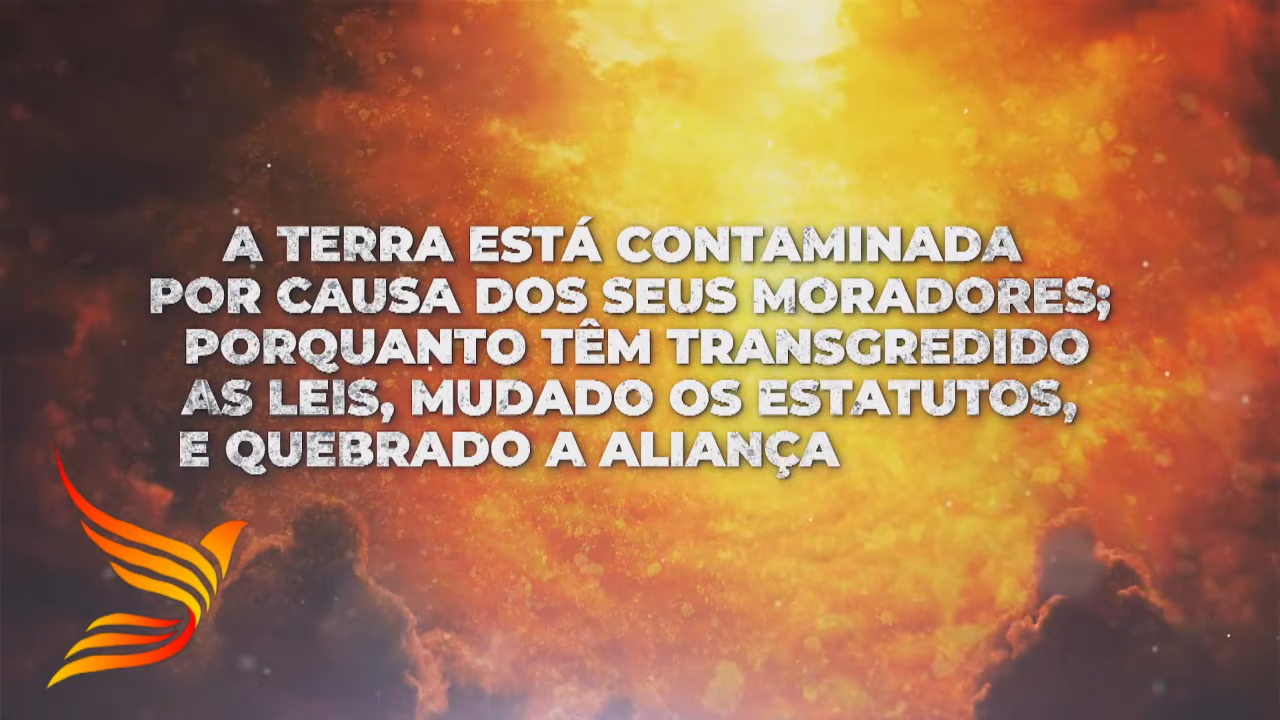 A TERRA ESTÁ CONTAMINADA
POR CAUSA DOS SEUS MORADORES;
PORQUANTO TÊM TRANSGREDIDO
AS LEIS, MUDADO OS ESTATUTOS,
E QUEBRADO A ALIANÇA